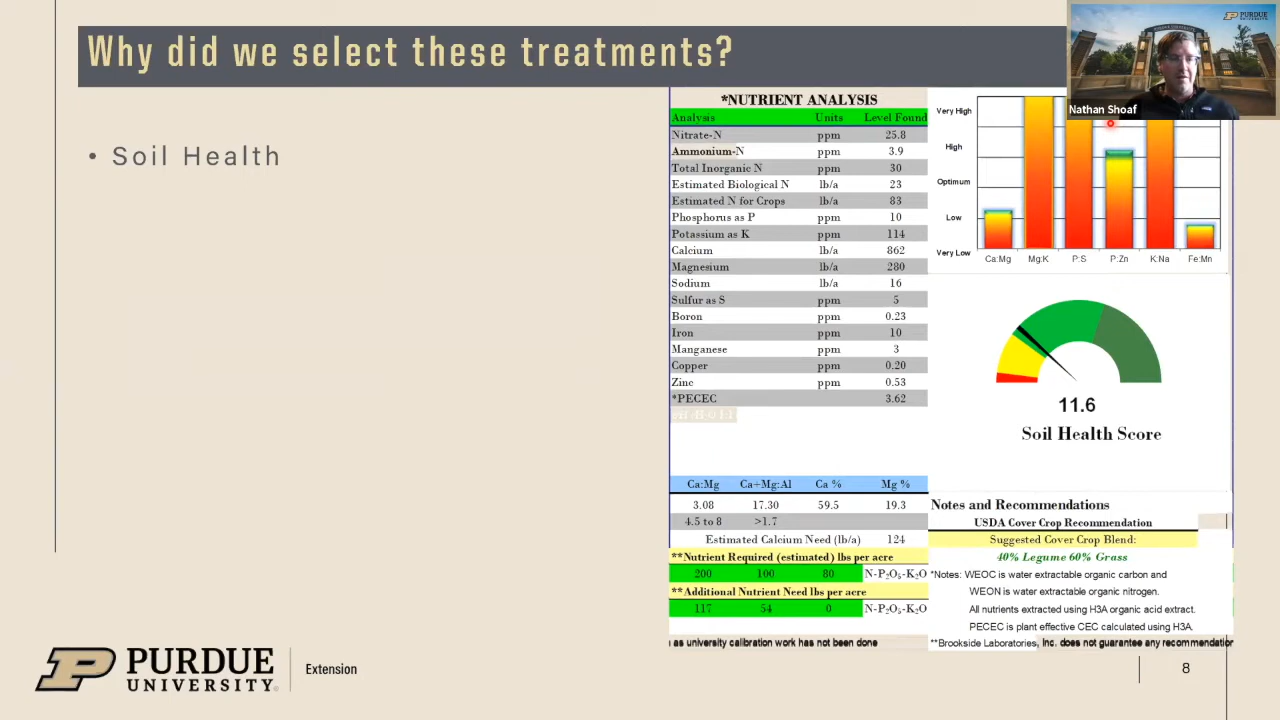 Why did we select these treatments?
PURDUE
UNIVERSITY
Nathan Shoaf
• Soil Health
*NUTRIENT ANALYSIS
Analysis Units Level Found
Nitrate-N ppm 25.8
Ammonium-N ppm 3.9
Total Inorganic N ppm 30
Estimated Biological N lb/a 23
Estimated N for Crops lb/a 83
Phosphorus as P ppm 10
Potassium as K ppm 114
Calcium lb/a 862
Magnesium lb/a 280
Sodium lb/a 16
Sulfur as S ppm 5
Boron ppm 0.23
Iron ppm 10
Manganese ppm 3
Copper ppm 0.20
Zinc ppm 0.53
*PECEC 3.62
Ca:Mg Ca+Mg:Al Ca % Mg %
3.08 17.30 59.5 19.3
4.5 to 8 >1.7
Estimated Calcium Need (lb/a) 124
**Nutrient Required (estimated) lbs per acre
200 100 80 N-P₂O₅-K₂O
**Additional Nutrient Need lbs per acre
117 54 0 N-P₂O₅-K₂O
as university calibration work has not been done
Very High
High
Optimum
Low
Very Low
Ca:Mg Mg:K P:S P:Zn K:Na Fe:Mn
11.6
Soil Health Score
Notes and Recommendations
USDA Cover Crop Recommendation
Suggested Cover Crop Blend:
40% Legume 60% Grass
*Notes: WEOC is water extractable organic carbon and
WEON is water extractable organic nitrogen.
All nutrients extracted using H3A organic acid extract.
PECEC is plant effective CEC calculated using H3A.
**Brookside Laboratories, Inc. does not guarantee any recommendation
PURDUE
UNIVERSITY®
Extension
8